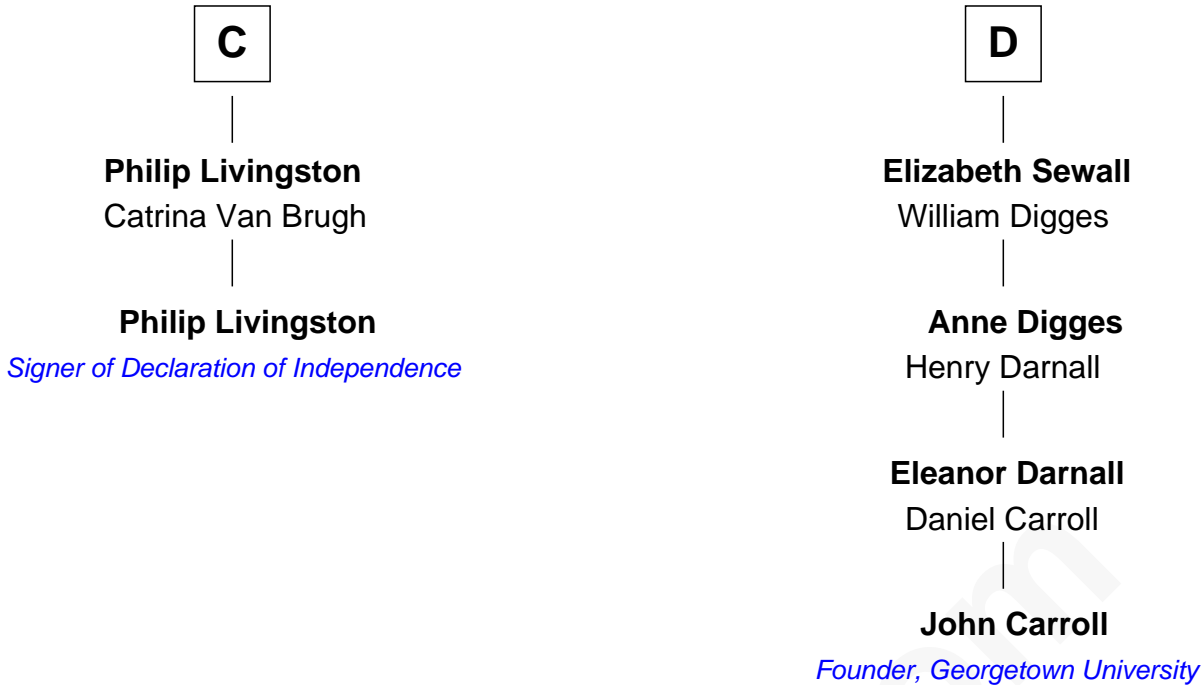 C
Philip Livingston
Catrina Van Brugh
Philip Livingston
Signer of Declaration of Independence
D
Elizabeth Sewall
William Digges
Anne Digges
Henry Darnall
Eleanor Darnall
Daniel Carroll
John Carroll
Founder, Georgetown University